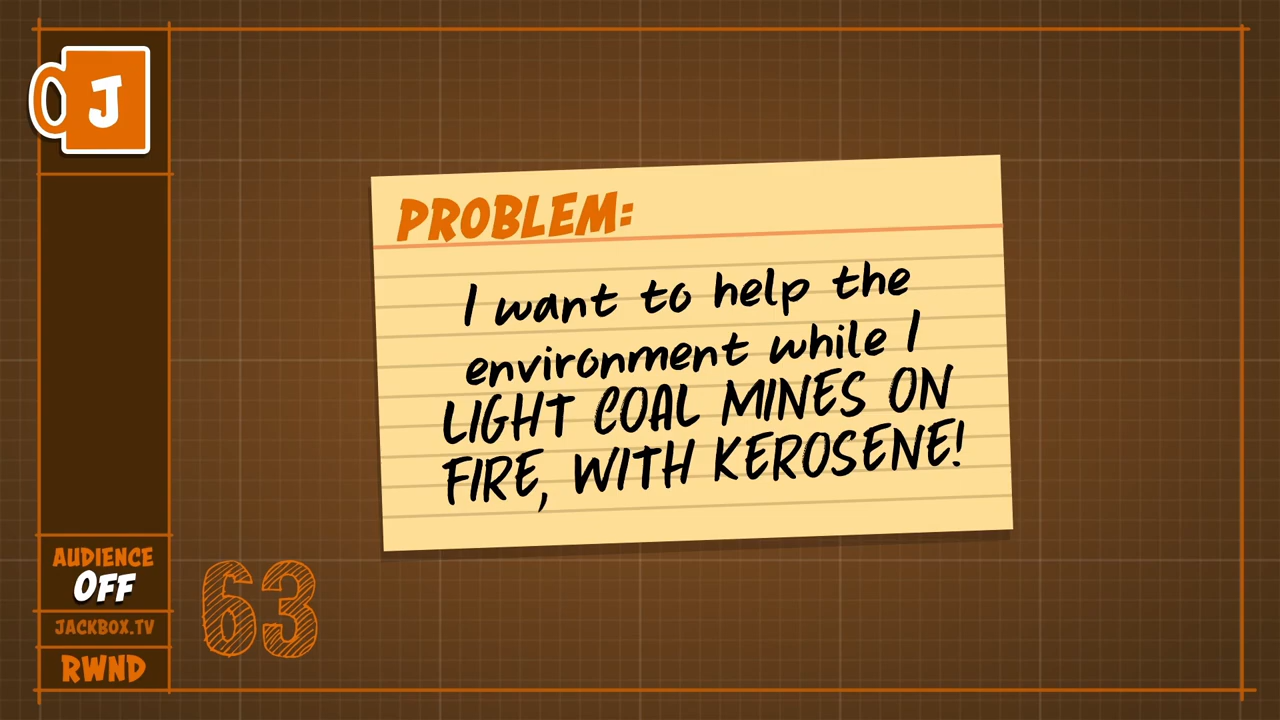 J
PROBLEM:
I want to help the
environment while I
LIGHT COAL MINES ON
FIRE, WITH KEROSENE!
AUDIENCE
OFF
JACKBOX.TV
RWND
63